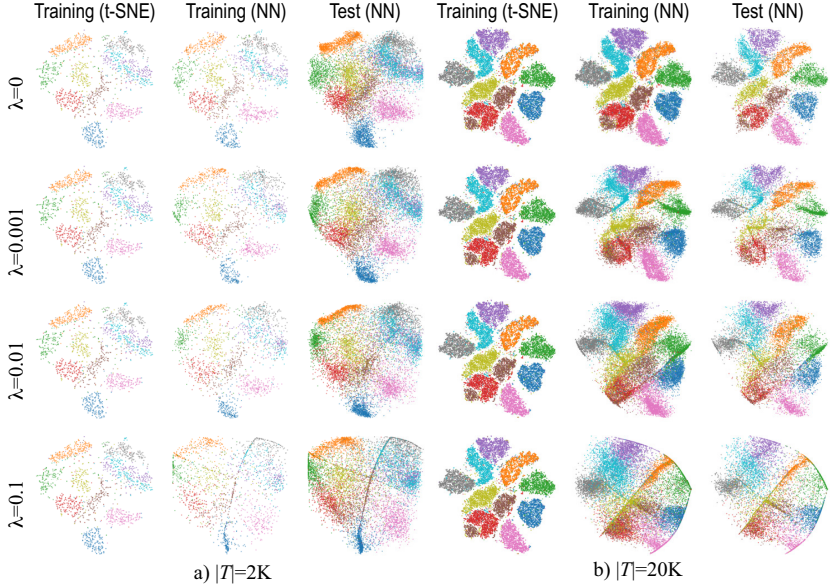 Training (t-SNE) Training (NN) Test (NN) Training (t-SNE) Training (NN) Test (NN)
λ=0
λ=0.001
λ=0.01
λ=0.1
a) |T|=2K b) |T|=20K